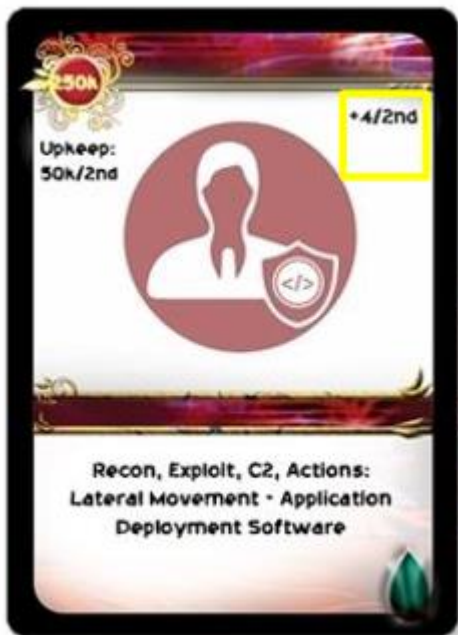 250k
+4/2nd
Upkeep:
50k/2nd
</>
Recon, Exploit, C2, Actions:
Lateral Movement - Application
Deployment Software